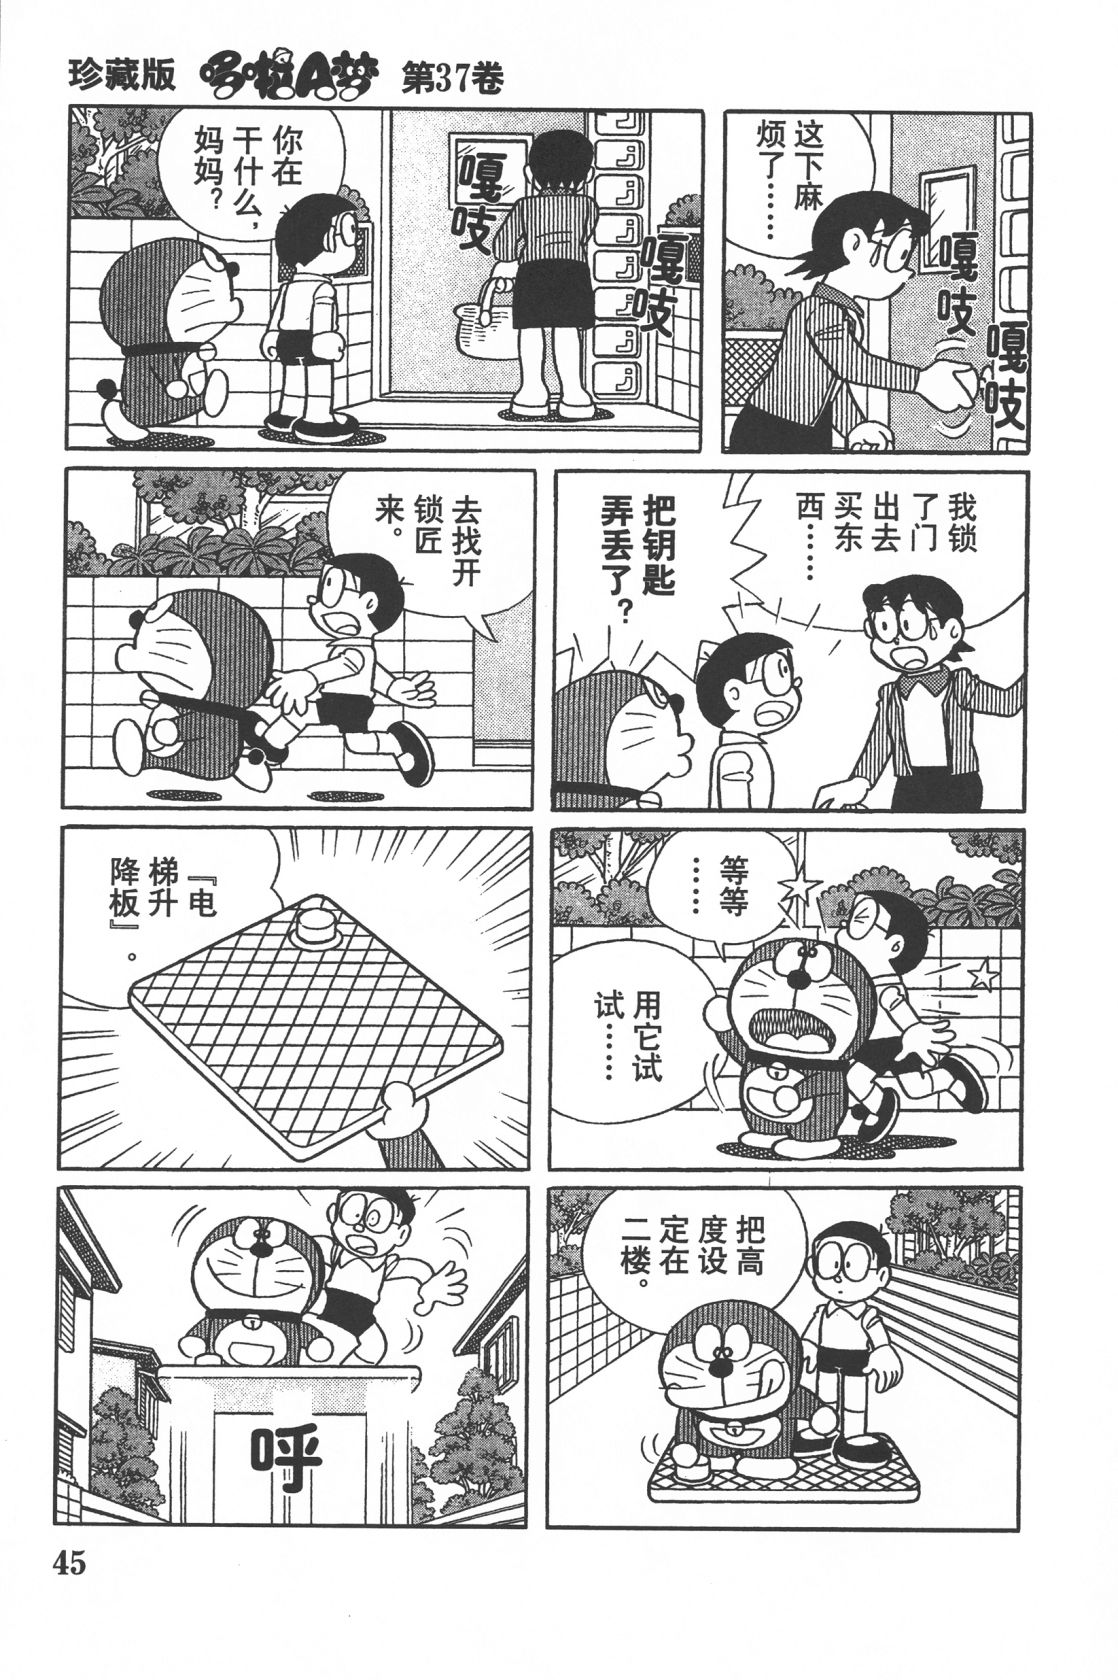 珍藏版 哆啦A梦 第37卷
这下麻
烦了……
嘎吱
嘎吱
你在
干什么,
妈妈?
嘎吱
嘎吱
我锁
了门
出去
买东
西……
把钥匙
弄丢了?
去找开
锁匠
来。
等等
……
用它试
试……
『电
梯升
降板』。
把高
度设
定在
二楼。
呼
45